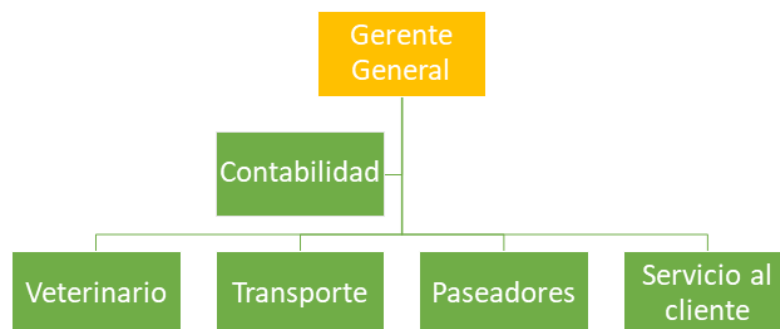 Gerente
General
Contabilidad
Veterinario
Transporte
Paseadores
Servicio al
cliente